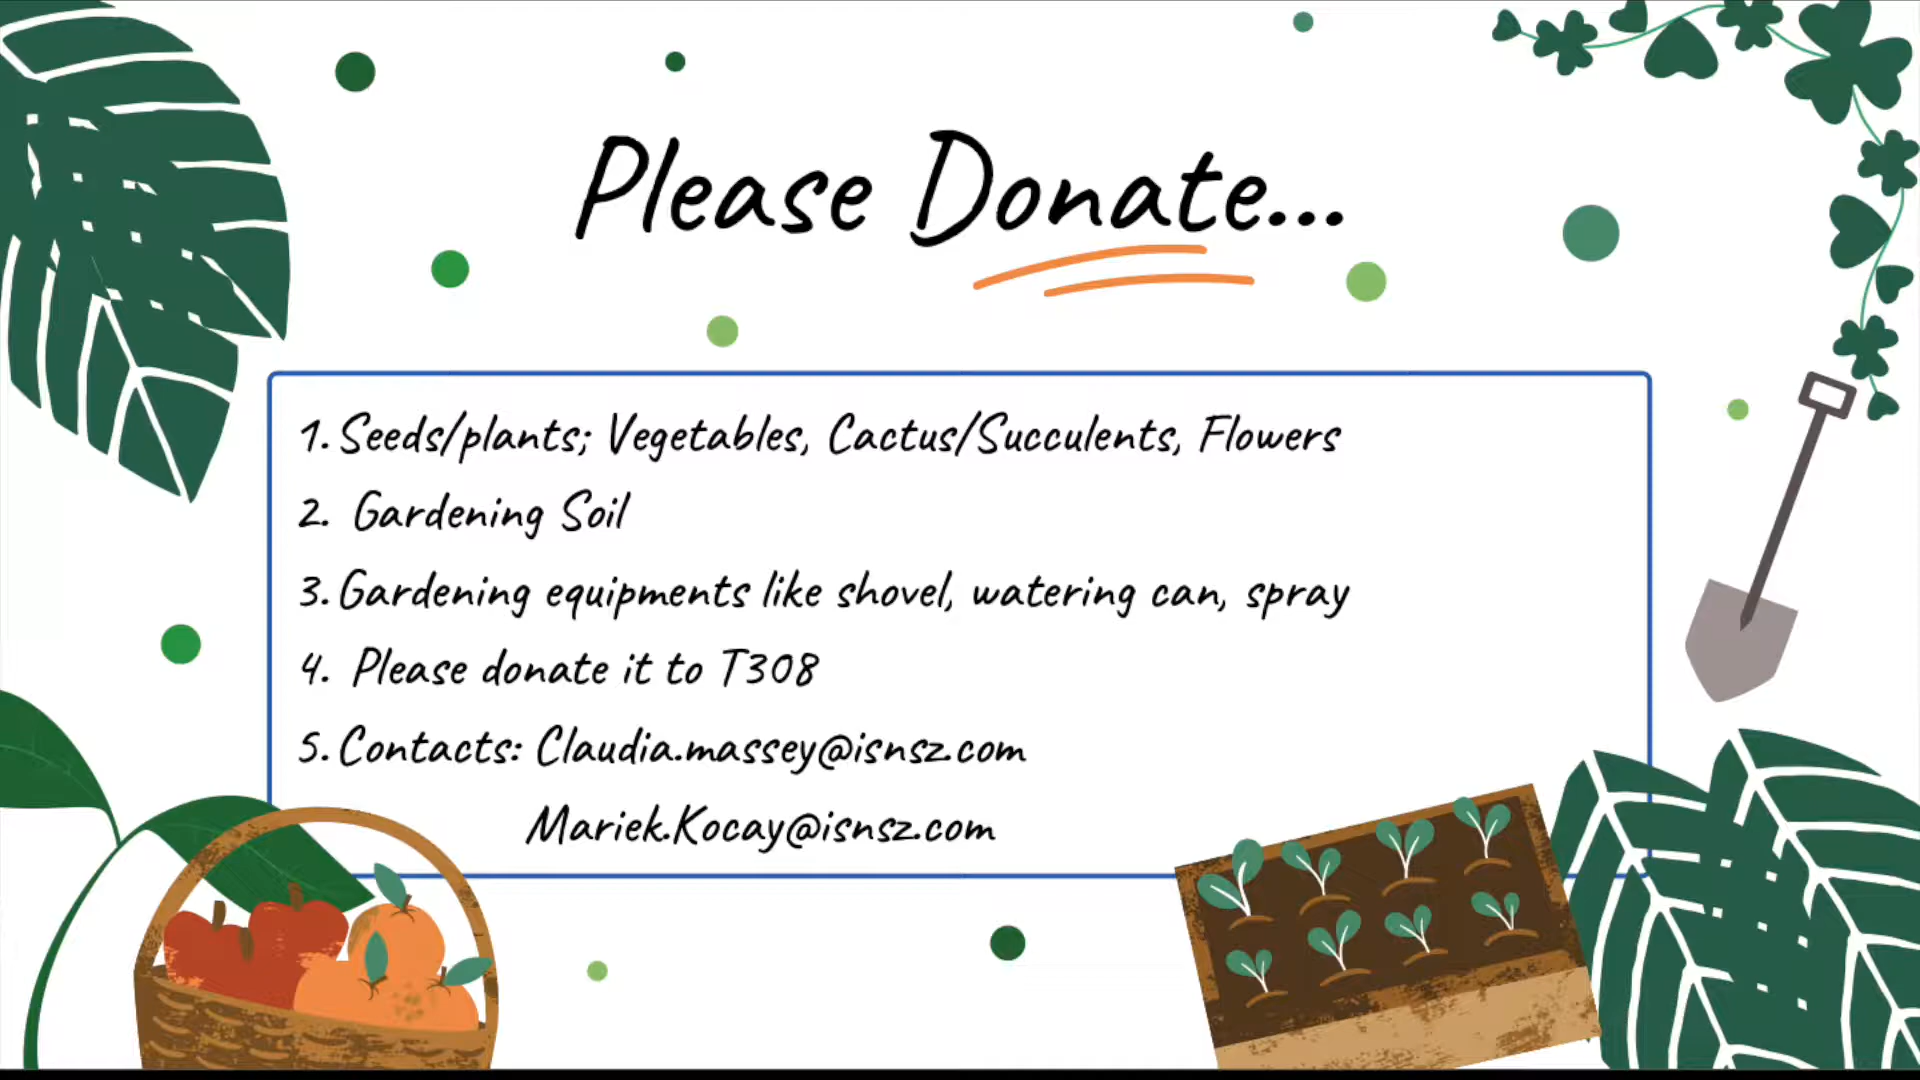 Please Donate...
1. Seeds/plants; Vegetables, Cactus/Succulents, Flowers
2. Gardening Soil
3. Gardening equipments like shovel, watering can, spray
4. Please donate it to T308
5. Contacts: Claudia.massey@isnsz.com
Mariek.Kocay@isnsz.com